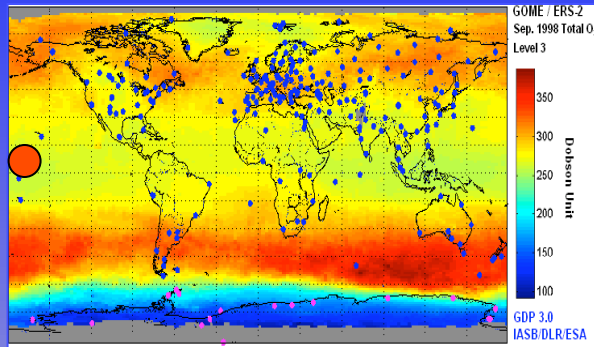 GOME / ERS-2
Sep. 1998 Total O
Level 3
350
300
250
200
150
100
Dobson Unit
GDP 3.0
IASB/DLR/ESA